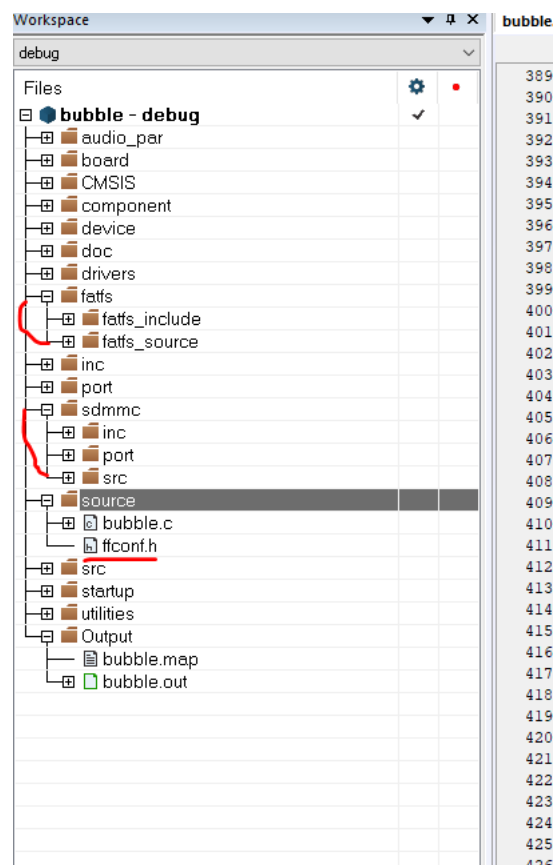 Workspace
bubble.
debug
Files
bubble - debug
audio_par
board
CMSIS
component
device
doc
drivers
fatfs
fatfs_include
fatfs_source
inc
port
sdmmc
inc
port
src
source
bubble.c
ffconf.h
src
startup
utilities
Output
bubble.map
bubble.out
389
390
391
392
393
394
395
396
397
398
399
400
401
402
403
404
405
406
407
408
409
410
411
412
413
414
415
416
417
418
419
420
421
422
423
424
425